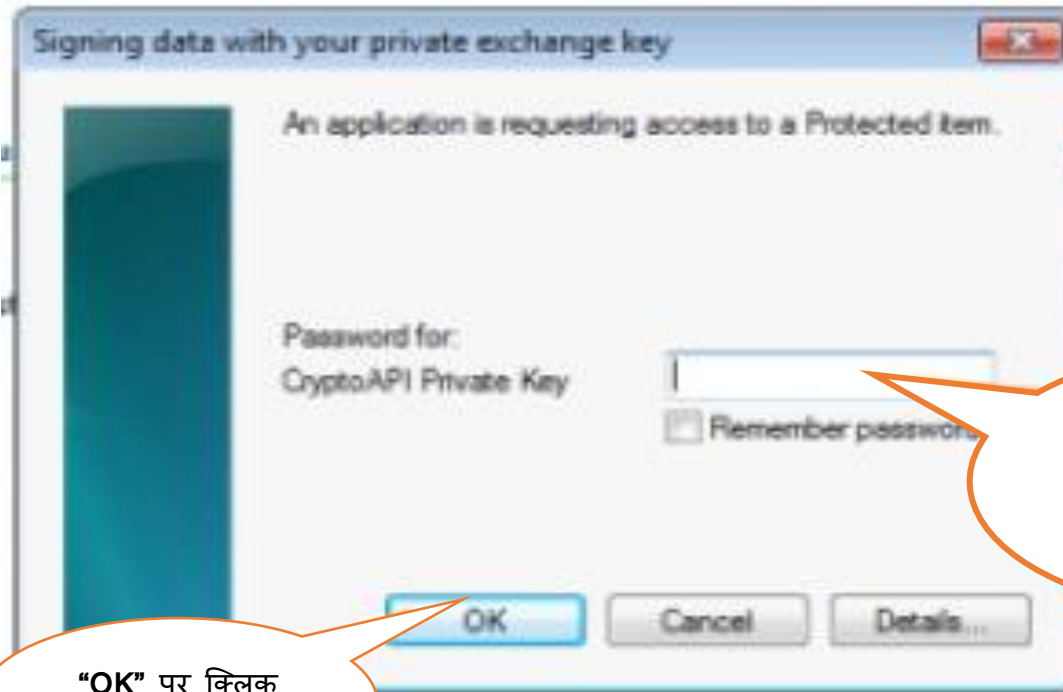 Signing data with your private exchange key
An application is requesting access to a Protected item.
Password for:
CryptoAPI Private Key
Remember password
OK
Cancel
Details...
“OK” पर क्लिक